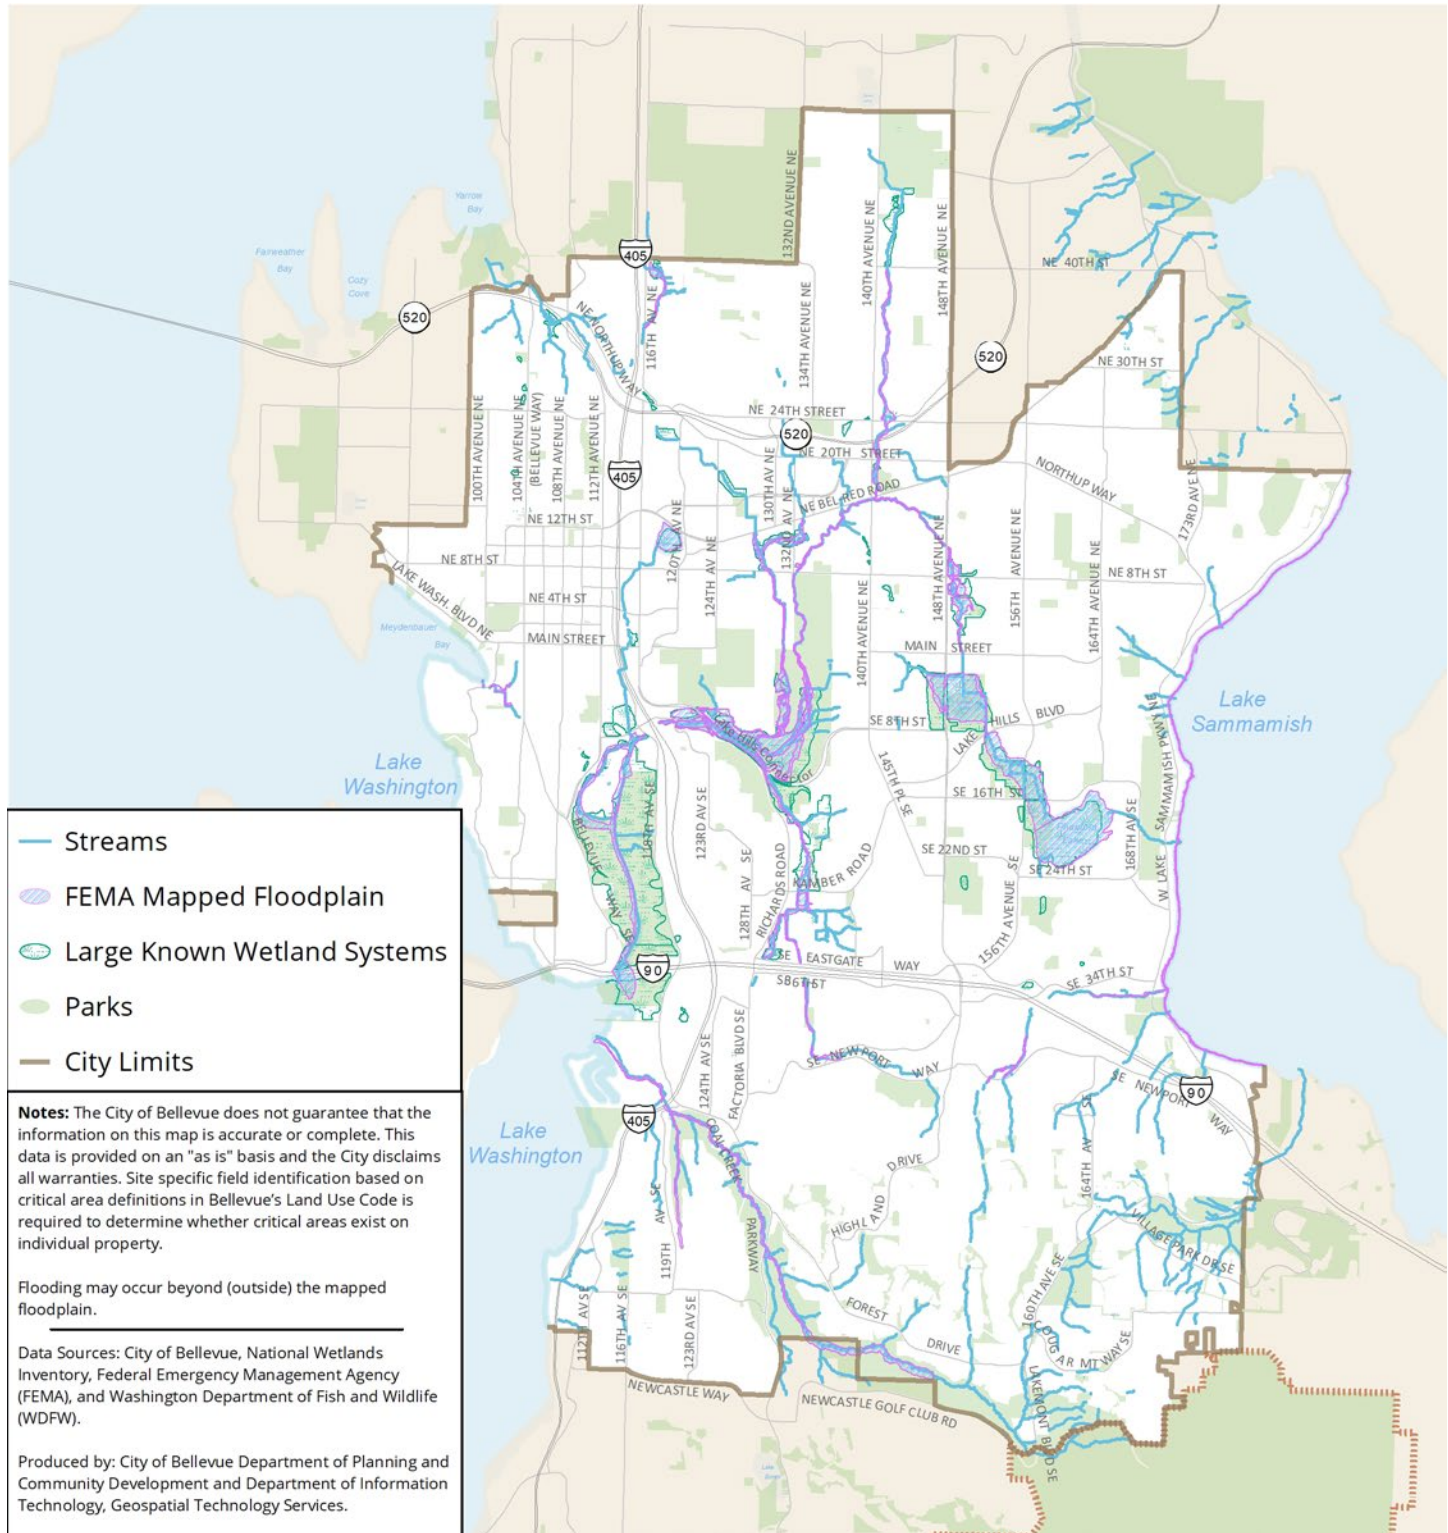 Yarrow
Bay
Fairweather
Bay
Cozy
Cove
132ND AVENUE NE
405
140TH AVENUE NE
148TH AVENUE NE
NE 40TH ST
520
NE NORTHUP WAY
116TH AV NE
134TH AVENUE NE
520
NE 30TH ST
100TH AVENUE NE
104TH AVENUE NE
(BELLEVUE WAY)
108TH AVENUE NE
112TH AVENUE NE
NE 24TH STREET
520
405
NE 20TH STREET
NORTHUP WAY
173RD AVE NE
130TH AV NE
132ND AV NE
NE BEL-RED ROAD
NE 12TH ST
120TH AV NE
124TH AV NE
148TH AVENUE NE
156TH AVENUE NE
164TH AVENUE NE
NE 8TH ST
NE 8TH ST
LAKE WASH. BLVD NE
NE 4TH ST
140TH AVENUE NE
Meydenbauer
Bay
MAIN STREET
MAIN STREET
Lake
Sammamish
Lake Hills Connector
SE 8TH ST
LAKE HILLS BLVD
W LAKE SAMMAMISH PKWY NE
Lake
Washington
145TH PL SE
SE 16TH ST
118TH AV SE
123RD AV SE
BELLEVUE WAY SE
128TH AV SE
RICHARDS ROAD
KAMBER ROAD
SE 22ND ST
SE 24TH ST
168TH AV SE
156TH AVENUE SE
90
SE EASTGATE WAY
SE 34TH ST
124TH AV SE
FACTORIA BLVD SE
SE NEWPORT WAY
SE NEWPORT WAY
90
405
COAL CREEK PARKWAY
Lake
Washington
164TH AV SE
HIGHLAND DRIVE
119TH AV SE
VILLAGE PARK DR SE
160TH AVE SE
FOREST DRIVE
COUGAR MT WAY SE
112TH AV SE
116TH AV SE
123RD AV SE
LAKEMONT BLVD SE
NEWCASTLE WAY
NEWCASTLE GOLF CLUB RD
Streams
FEMA Mapped Floodplain
Large Known Wetland Systems
Parks
City Limits
Notes: The City of Bellevue does not guarantee that the
information on this map is accurate or complete. This
data is provided on an "as is" basis and the City disclaims
all warranties. Site specific field identification based on
critical area definitions in Bellevue's Land Use Code is
required to determine whether critical areas exist on
individual property.
Flooding may occur beyond (outside) the mapped
floodplain.
Data Sources: City of Bellevue, National Wetlands
Inventory, Federal Emergency Management Agency
(FEMA), and Washington Department of Fish and Wildlife
(WDFW).
Produced by: City of Bellevue Department of Planning and
Community Development and Department of Information
Technology, Geospatial Technology Services.